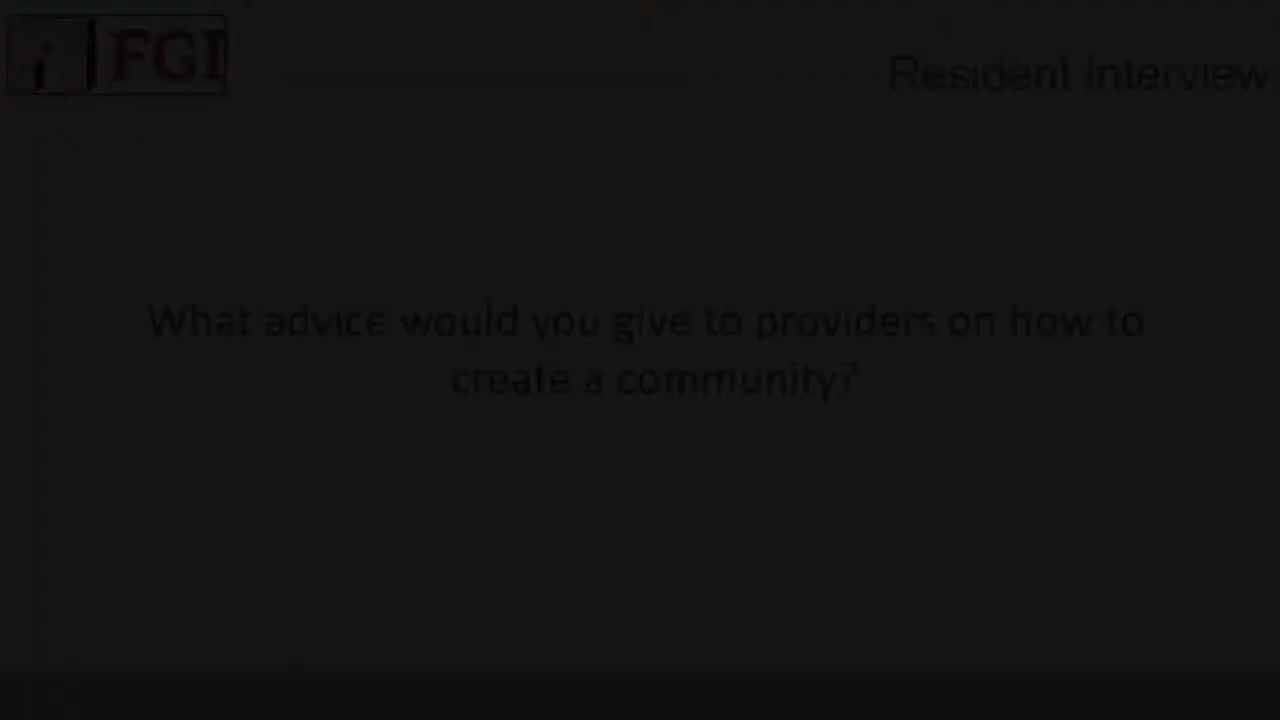 FGI
Resident Interview
What advice would you give to providers on how to
create a community?